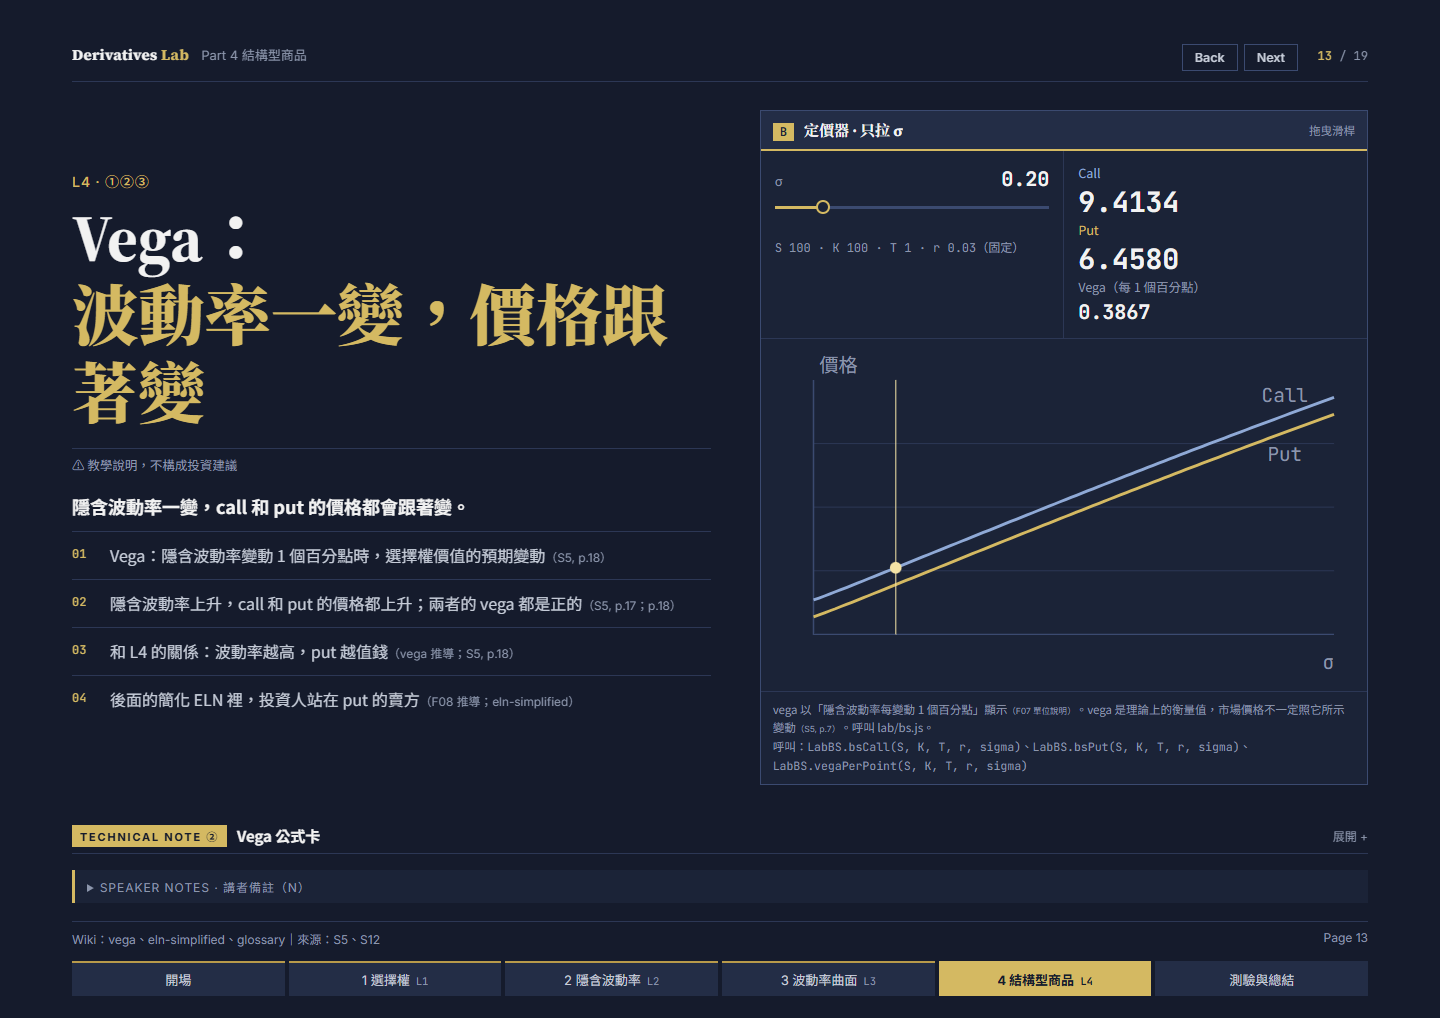 Derivatives Lab Part 4 結構型商品
Back Next 13 / 19
L4 · ①②③
Vega：
波動率一變，價格跟
著變
⚠ 教學說明，不構成投資建議
隱含波動率一變，call 和 put 的價格都會跟著變。
01 Vega：隱含波動率變動 1 個百分點時，選擇權價值的預期變動（S5, p.18）
02 隱含波動率上升，call 和 put 的價格都上升；兩者的 vega 都是正的（S5, p.17；p.18）
03 和 L4 的關係：波動率越高，put 越值錢（vega 推導；S5, p.18）
04 後面的簡化 ELN 裡，投資人站在 put 的賣方（F08 推導；eln-simplified）
B 定價器 · 只拉 σ 拖曳滑桿
σ 0.20
S 100 · K 100 · T 1 · r 0.03（固定）
Call
9.4134
Put
6.4580
Vega（每 1 個百分點）
0.3867
價格
Call
Put
σ
vega 以「隱含波動率每變動 1 個百分點」顯示（F07 單位說明）。vega 是理論上的衡量值，市場價格不一定照它所示
變動（S5, p.7）。呼叫 lab/bs.js。
呼叫：LabBS.bsCall(S, K, T, r, sigma)、LabBS.bsPut(S, K, T, r, sigma)、
LabBS.vegaPerPoint(S, K, T, r, sigma)
TECHNICAL NOTE ② Vega 公式卡 展開 +
▶ SPEAKER NOTES · 講者備註（N）
Wiki：vega、eln-simplified、glossary｜來源：S5、S12 Page 13
開場 1 選擇權 L1 2 隱含波動率 L2 3 波動率曲面 L3 4 結構型商品 L4 測驗與總結